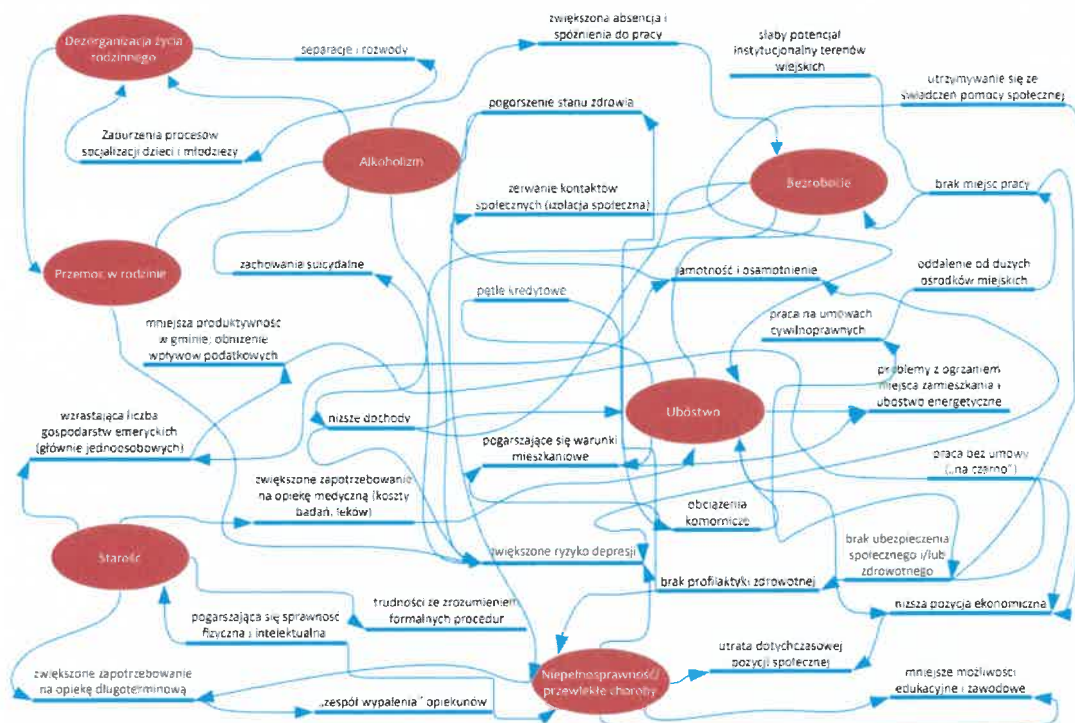 Dezorganizacja życia
rodzinnego
separacje i rozwody
zwiększona absencja i
spóźnienia do pracy
słaby potencjał
instytucjonalny terenów
wiejskich
utrzymywanie się ze
świadczeń pomocy społecznej
Zaburzenia procesów
socjalizacji dzieci i młodzieży
Alkoholizm
pogorszenie stanu zdrowia
Bezrobocie
brak miejsc pracy
zerwanie kontaktów
społecznych (izolacja społeczna)
Przemoc w rodzinie
zachowania suicydalne
samotność i osamotnienie
oddalenie od dużych
ośrodków miejskich
pętle kredytowe
mniejsza produktywność
w gminie; obniżenie
wpływów podatkowych
praca na umowach
cywilnoprawnych
problemy z ogrzaniem
miejsca zamieszkania i
ubóstwo energetyczne
wzrastająca liczba
gospodarstw emeryckich
(głównie jednoosobowych)
niższe dochody
Ubóstwo
pogarszające się warunki
mieszkaniowe
praca bez umowy
(„na czarno")
zwiększone zapotrzebowanie
na opiekę medyczną (koszty
badań, leków)
obciążenia
komornicze
Starość
zwiększone ryzyko depresji
brak ubezpieczenia
społecznego i/lub
zdrowotnego
brak profilaktyki zdrowotnej
niższa pozycja ekonomiczna
pogarszająca się sprawność
fizyczna i intelektualna
trudności ze zrozumieniem
formalnych procedur
utrata dotychczasowej
pozycji społecznej
zwiększone zapotrzebowanie
na opiekę długoterminową
„zespół wypalenia" opiekunów
Niepełnosprawność/
przewlekłe choroby
mniejsze możliwości
edukacyjne i zawodowe